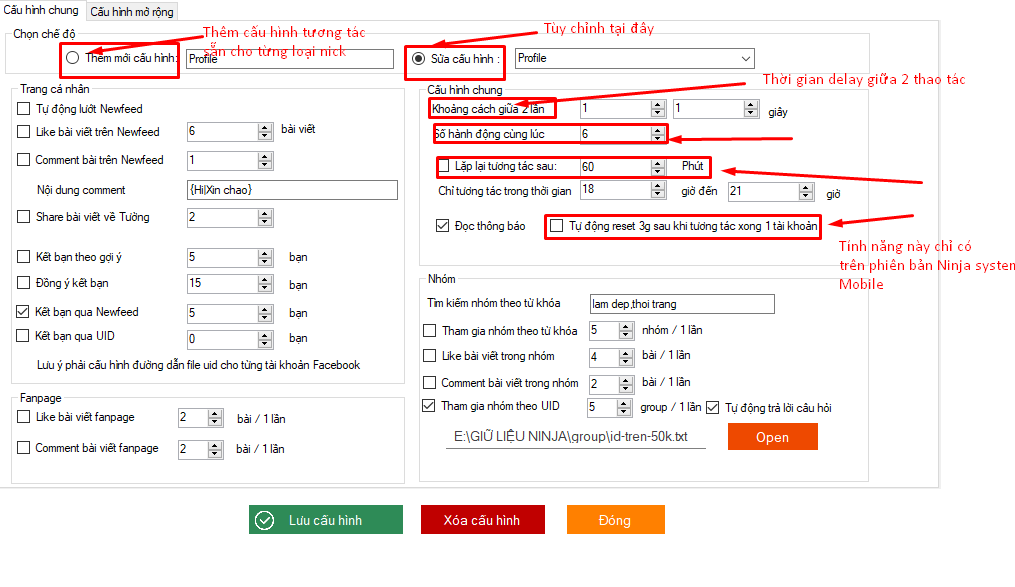 Cấu hình chung
Cấu hình mở rộng
Chọn chế độ
Thêm cấu hình tương tác
sẵn cho từng loại nick
Tùy chỉnh tại đây
Thêm mới cấu hình:
Profile
Sửa cấu hình :
Profile
Thời gian delay giữa 2 thao tác
Trang cá nhân
Tự động lướt Newfeed
Like bài viết trên Newfeed
6
bài viết
Comment bài trên Newfeed
1
Nội dung comment
{Hi|Xin chao}
Share bài viết về Tường
2
Kết bạn theo gợi ý
5
bạn
Đồng ý kết bạn
15
bạn
Kết bạn qua Newfeed
5
bạn
Kết bạn qua UID
0
bạn
Lưu ý phải cấu hình đường dẫn file uid cho từng tài khoản Facebook
Fanpage
Like bài viết fanpage
2
bài / 1 lần
Comment bài viết fanpage
2
bài / 1 lần
Cấu hình chung
Khoảng cách giữa 2 lần
1
1
giây
Số hành động cùng lúc
6
Lặp lại tương tác sau:
60
Phút
Chỉ tương tác trong thời gian
18
giờ đến
21
giờ
Đọc thông báo
Tự động reset 3g sau khi tương tác xong 1 tài khoản
Tính năng này chỉ có
trên phiên bản Ninja system
Mobile
Nhóm
Tìm kiếm nhóm theo từ khóa
lam dep,thoi trang
Tham gia nhóm theo từ khóa
5
nhóm / 1 lần
Like bài viết trong nhóm
4
bài / 1 lần
Comment bài viết trong nhóm
2
bài / 1 lần
Tham gia nhóm theo UID
5
group / 1 lần
Tự động trả lời câu hỏi
E:\GIỮ LIỆU NINJA\group\id-tren-50k.txt
Open
Lưu cấu hình
Xóa cấu hình
Đóng